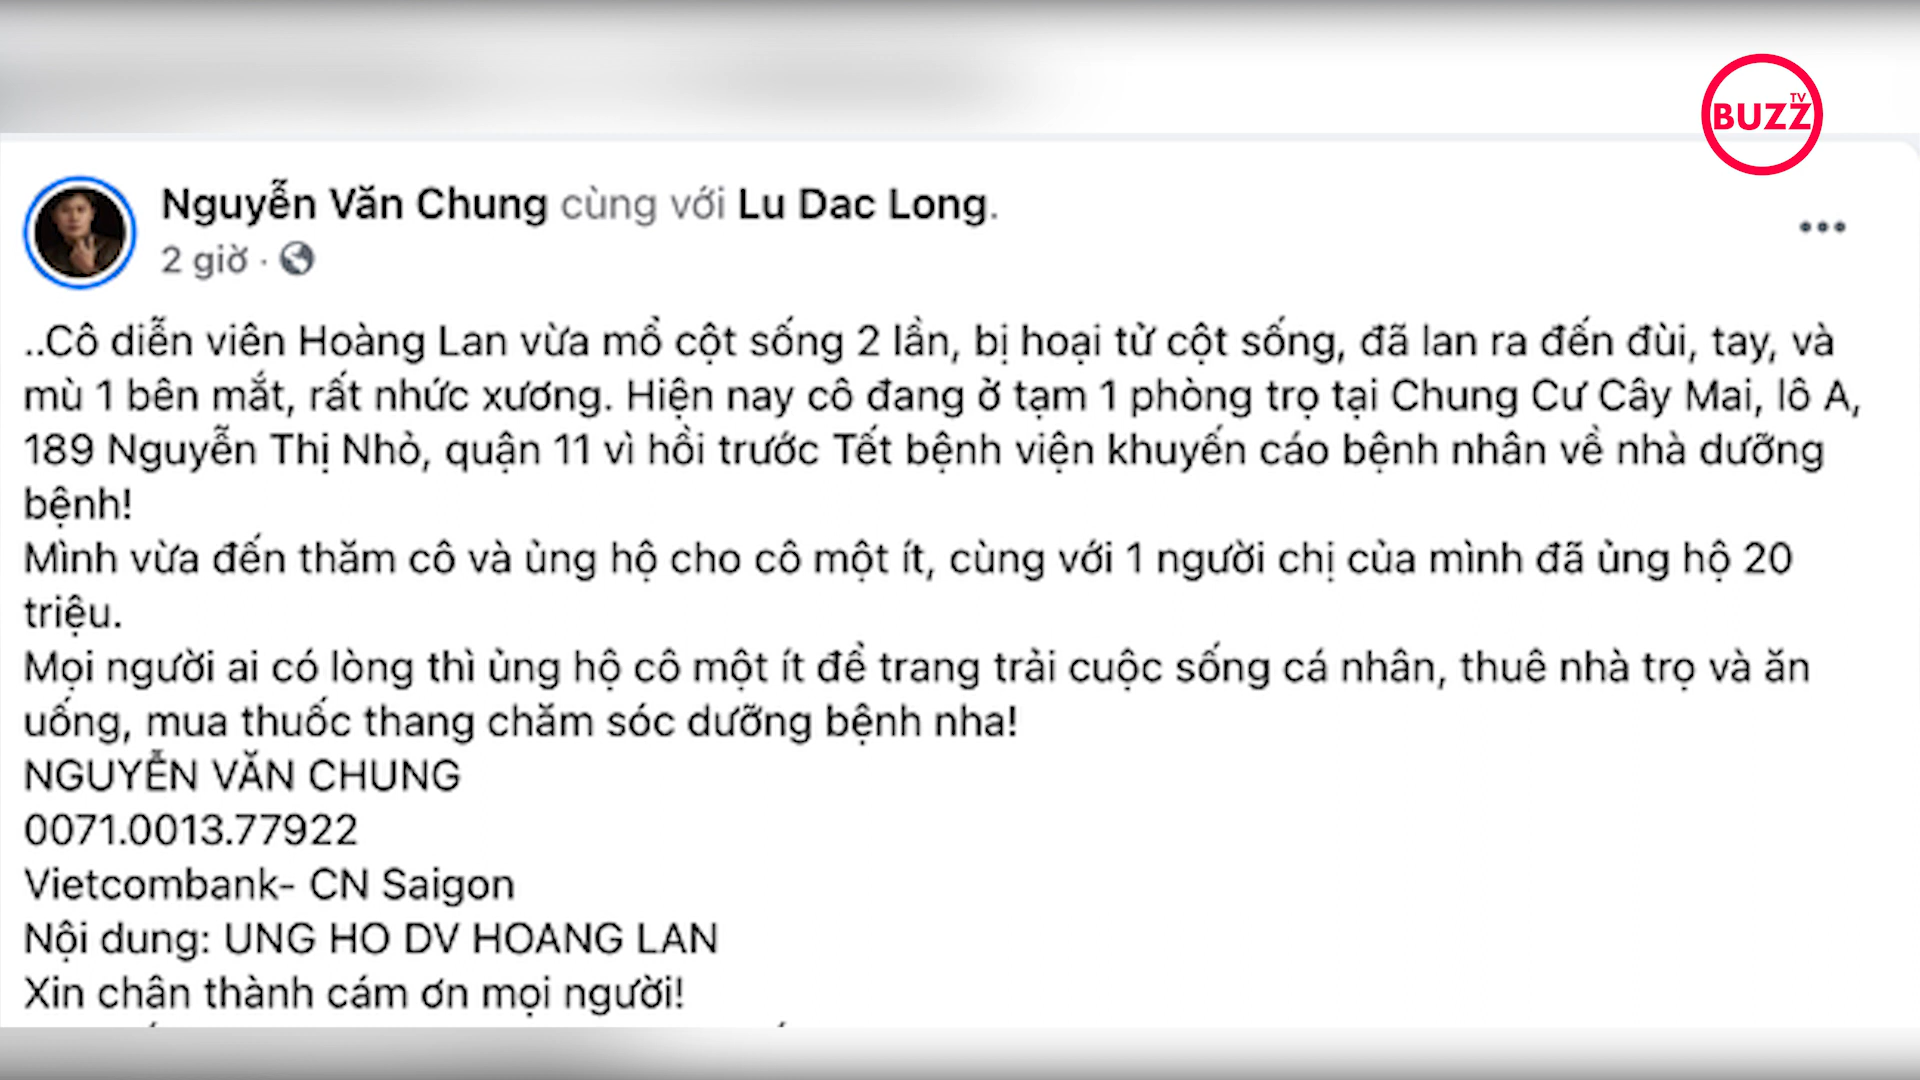 TV
BUZZ
Nguyễn Văn Chung cùng với Lu Dac Long.
2 giờ ·
..Cô diễn viên Hoàng Lan vừa mổ cột sống 2 lần, bị hoại tử cột sống, đã lan ra đến đùi, tay, và
mù 1 bên mắt, rất nhức xương. Hiện nay cô đang ở tạm 1 phòng trọ tại Chung Cư Cây Mai, lô A,
189 Nguyễn Thị Nhỏ, quận 11 vì hồi trước Tết bệnh viện khuyến cáo bệnh nhân về nhà dưỡng
bệnh!
Mình vừa đến thăm cô và ủng hộ cho cô một ít, cùng với 1 người chị của mình đã ủng hộ 20
triệu.
Mọi người ai có lòng thì ủng hộ cô một ít để trang trải cuộc sống cá nhân, thuê nhà trọ và ăn
uống, mua thuốc thang chăm sóc dưỡng bệnh nha!
NGUYỄN VĂN CHUNG
0071.0013.77922
Vietcombank- CN Saigon
Nội dung: UNG HO DV HOANG LAN
Xin chân thành cám ơn mọi người!